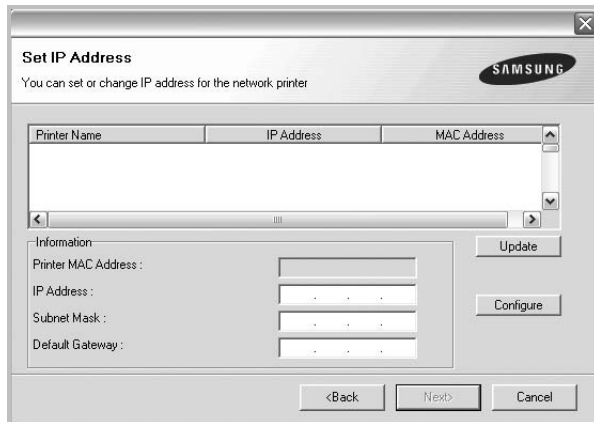 Set IP Address
You can set or change IP address for the network printer
SAMSUNG
Printer Name IP Address MAC Address
Information
Update
Printer MAC Address :
IP Address :
Configure
Subnet Mask :
Default Gateway :
<Back Next> Cancel